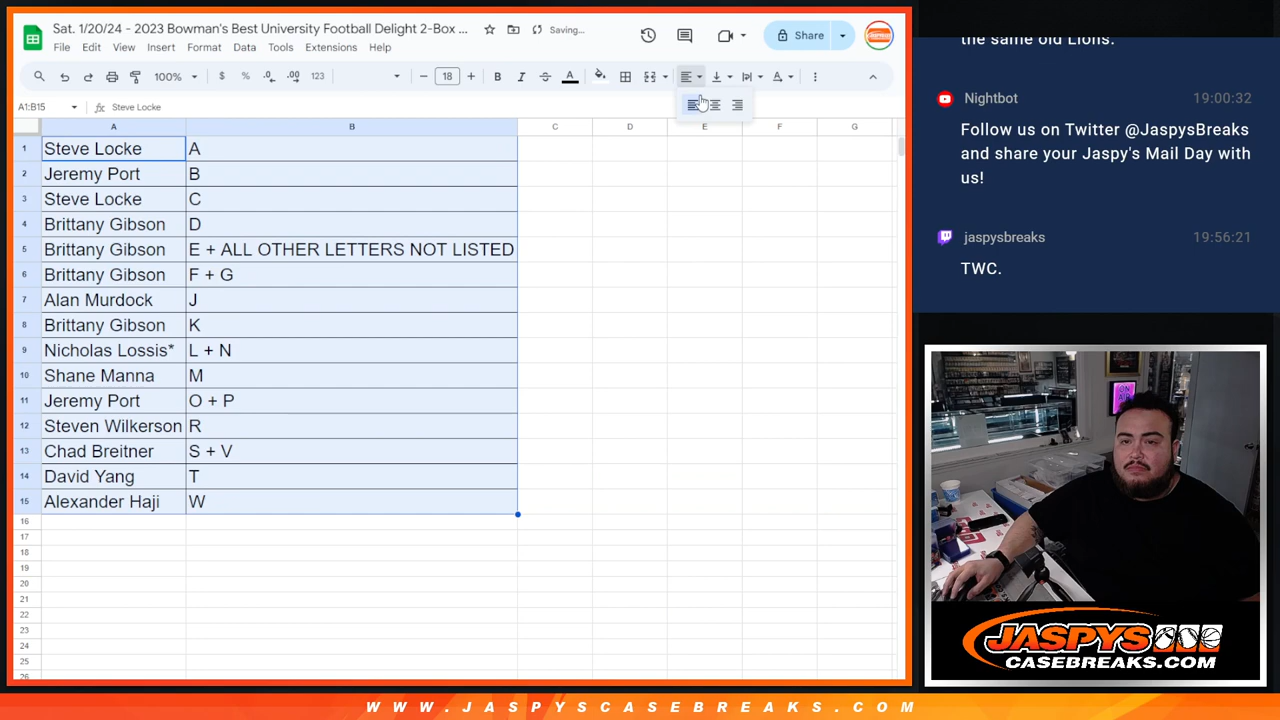 Sat. 1/20/24 - 2023 Bowman's Best University Football Delight 2-Box ...
Saving...
Share
File Edit View Insert Format Data Tools Extensions Help
100% $ % .0 .00 123 18 B I A A
A1:B15 fx Steve Locke
A B C D E F G
1 Steve Locke A
2 Jeremy Port B
3 Steve Locke C
4 Brittany Gibson D
5 Brittany Gibson E + ALL OTHER LETTERS NOT LISTED
6 Brittany Gibson F + G
7 Alan Murdock J
8 Brittany Gibson K
9 Nicholas Lossis* L + N
10 Shane Manna M
11 Jeremy Port O + P
12 Steven Wilkerson R
13 Chad Breitner S + V
14 David Yang T
15 Alexander Haji W
16
17
18
19
20
21
22
23
24
25
26
the same old Lions.
Nightbot 19:00:32
Follow us on Twitter @JaspysBreaks
and share your Jaspy's Mail Day with
us!
jaspysbreaks 19:56:21
TWC.
ON
AIR
JASPYS
CASEBREAKS.COM
WWW.JASPYSCASEBREAKS.COM